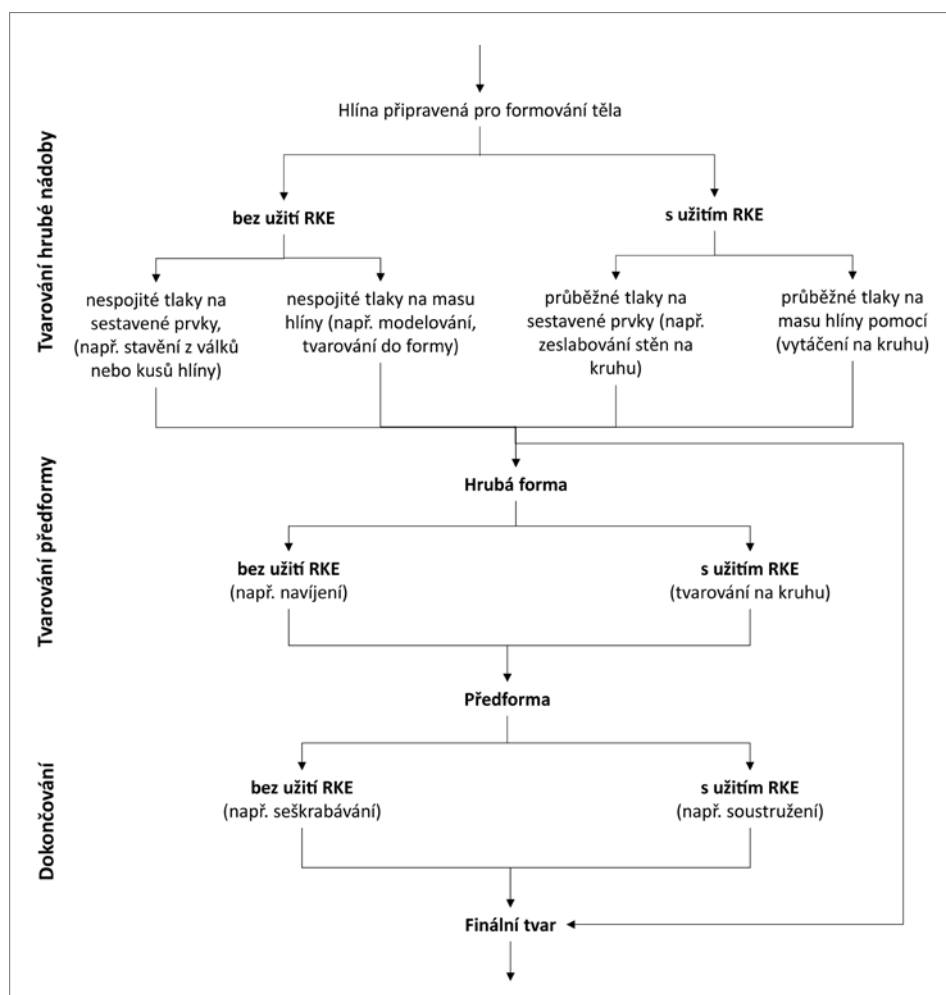 Tvarování hrubé nádoby
Hlína připravená pro formování těla
bez užití RKE
s užitím RKE
nespojité tlaky na
sestavené prvky,
(např. stavění z válků
nebo kusů hlíny)
nespojité tlaky na masu
hlíny (např. modelování,
tvarování do formy)
průběžné tlaky na
sestavené prvky (např.
zeslabování stěn na
kruhu)
průběžné tlaky na
masu hlíny pomocí
(vytáčení na kruhu)
Tvarování předformy
Hrubá forma
bez užití RKE
(např. navíjení)
s užitím RKE
(tvarování na kruhu)
Předforma
Dokončování
bez užití RKE
(např. seškrabávání)
s užitím RKE
(např. soustružení)
Finální tvar